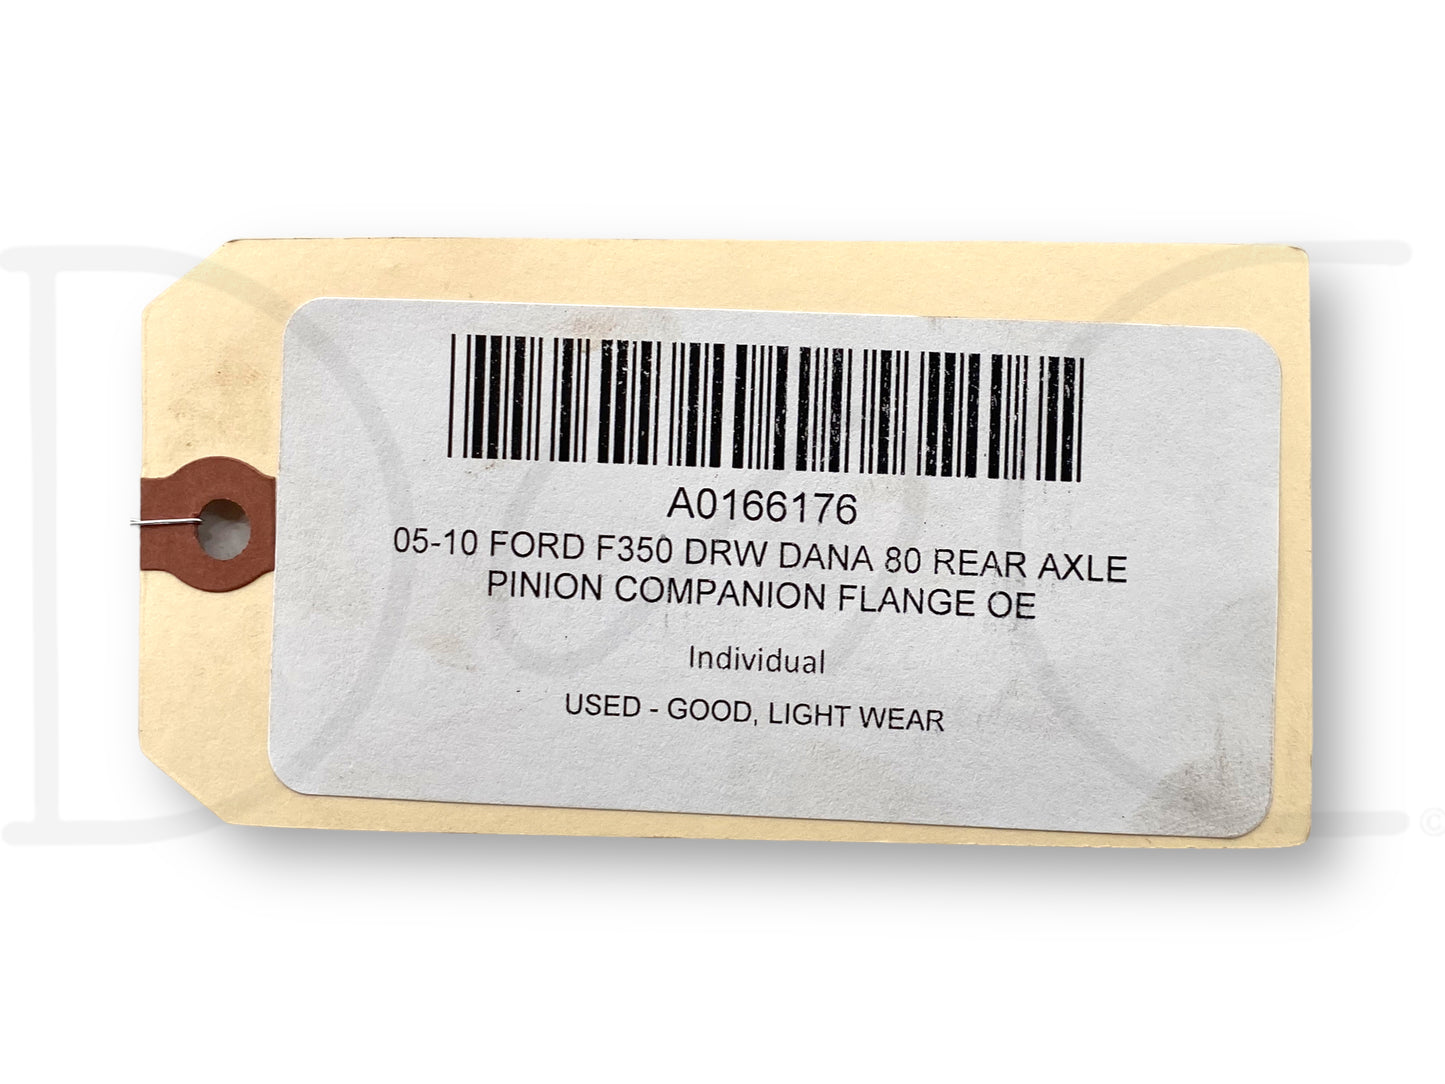 A0166176
05-10 FORD F350 DRW DANA 80 REAR AXLE
PINION COMPANION FLANGE OE
Individual
USED - GOOD, LIGHT WEAR
©